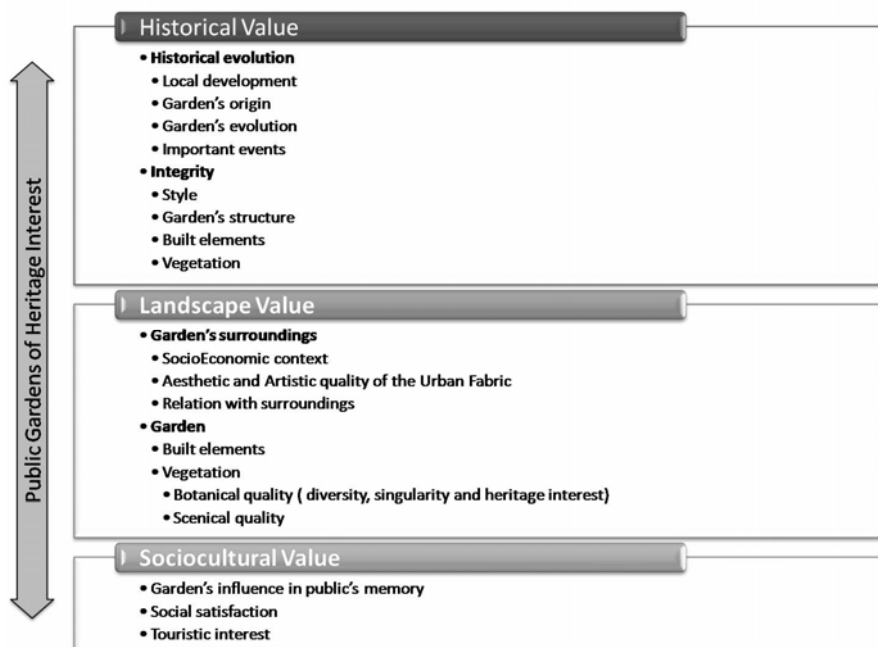 Public Gardens of Heritage Interest
Historical Value
• Historical evolution
• Local development
• Garden's origin
• Garden's evolution
• Important events
• Integrity
• Style
• Garden's structure
• Built elements
• Vegetation
Landscape Value
• Garden's surroundings
• SocioEconomic context
• Aesthetic and Artistic quality of the Urban Fabric
• Relation with surroundings
• Garden
• Built elements
• Vegetation
• Botanical quality ( diversity, singularity and heritage interest)
• Scenical quality
Sociocultural Value
• Garden's influence in public's memory
• Social satisfaction
• Touristic interest